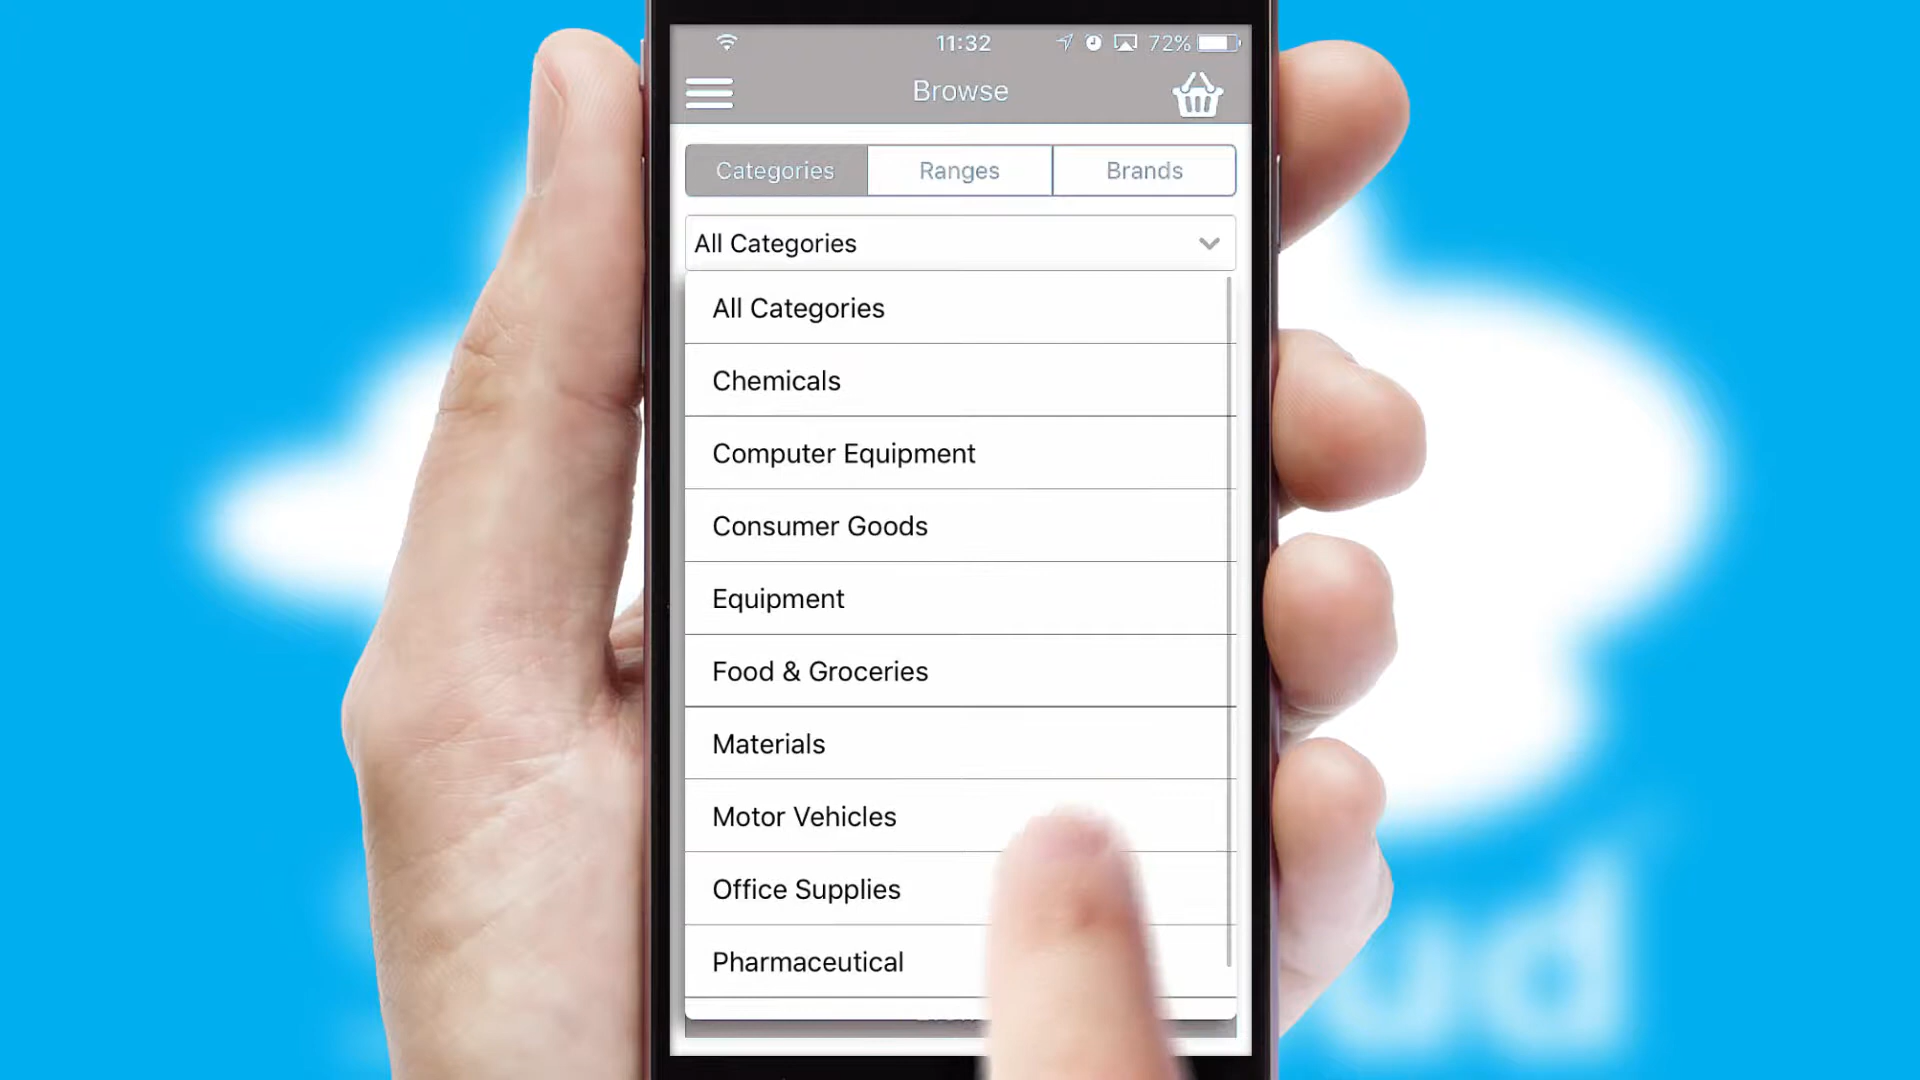 11:32
72%
Browse
Categories
Ranges
Brands
All Categories
All Categories
Chemicals
Computer Equipment
Consumer Goods
Equipment
Food & Groceries
Materials
Motor Vehicles
Office Supplies
Pharmaceutical